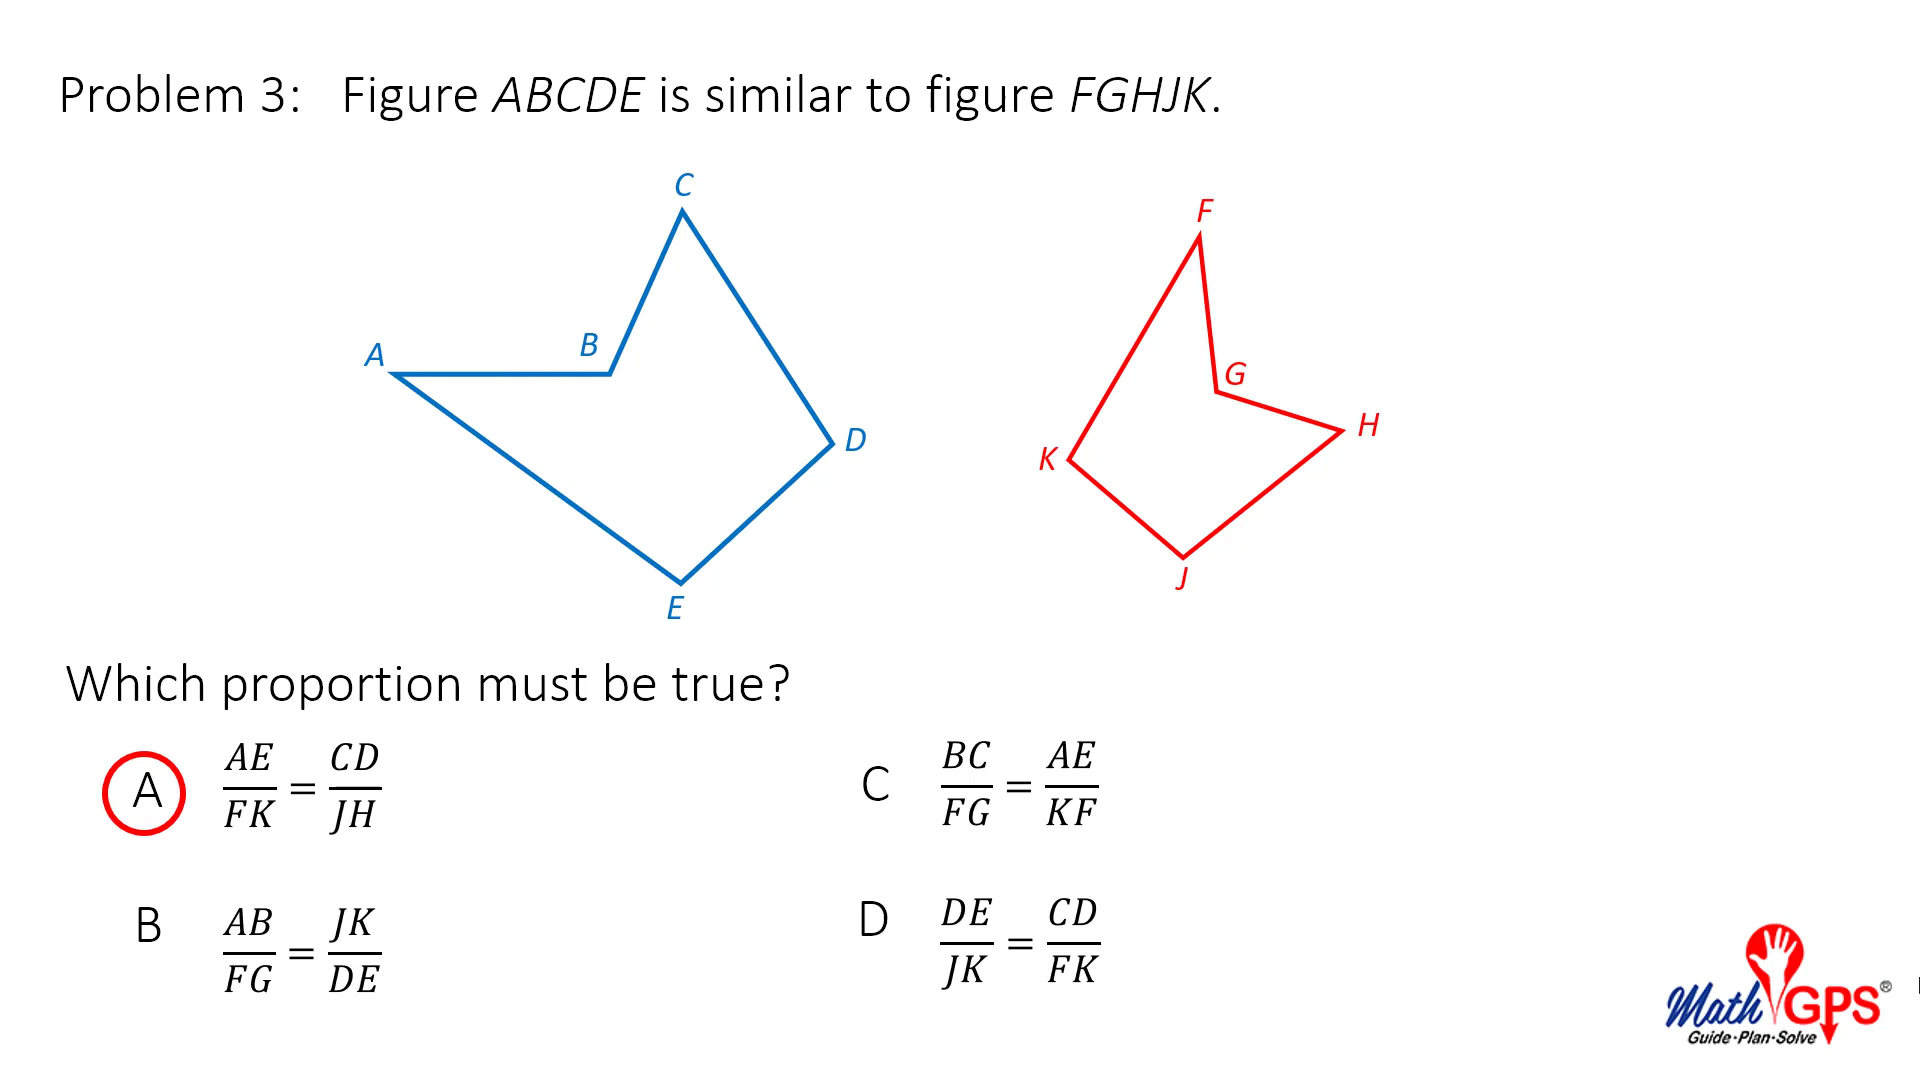 Problem 3: Figure ABCDE is similar to figure FGHJK.
C
F
A
B
G
H
D
K
J
E
Which proportion must be true?
A AE/FK = CD/JH
C BC/FG = AE/KF
B AB/FG = JK/DE
D DE/JK = CD/FK
Math GPS®
Guide·Plan·Solve